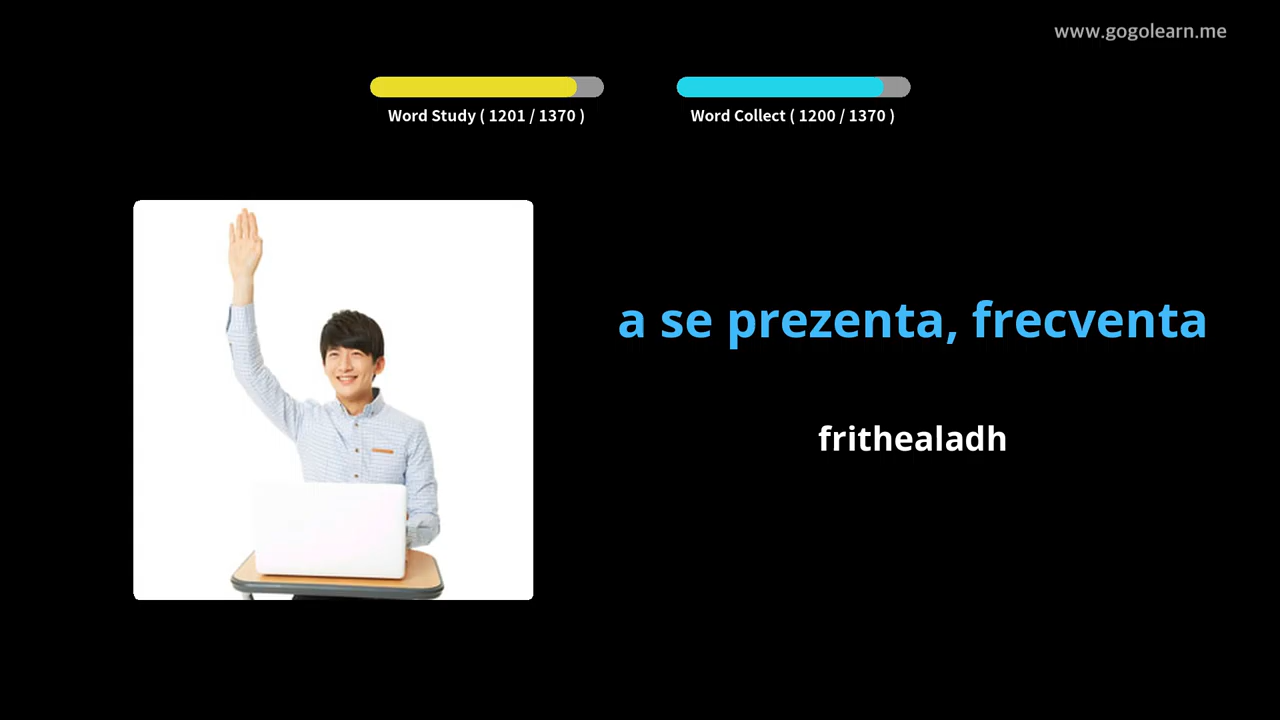 www.gogolearn.me
Word Study ( 1201 / 1370 )
Word Collect ( 1200 / 1370 )
a se prezenta, frecventa
frithealadh